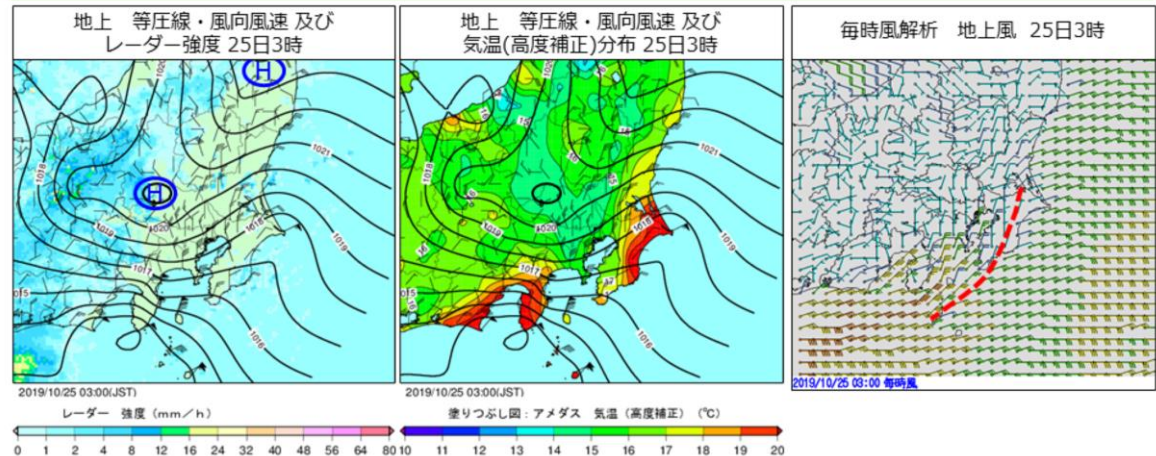 地上　等圧線・風向風速 及び
レーダー強度 25日3時
地上　等圧線・風向風速 及び
気温(高度補正)分布 25日3時
毎時風解析　地上風 25日3時
H
H
1020
1018
1021
1019
1020
1018
1019
1017
1016
1020
1018
1021
1019
1020
1018
1019
1017
1016
2019/10/25 03:00(JST)
2019/10/25 03:00(JST)
2019/10/25 03:00 毎時風
レーダー　強度（mm／h）
0 1 2 4 8 12 16 24 32 40 48 56 64 80
塗りつぶし図：アメダス　気温（高度補正）（℃）
10 11 12 13 14 15 16 17 18 19 20